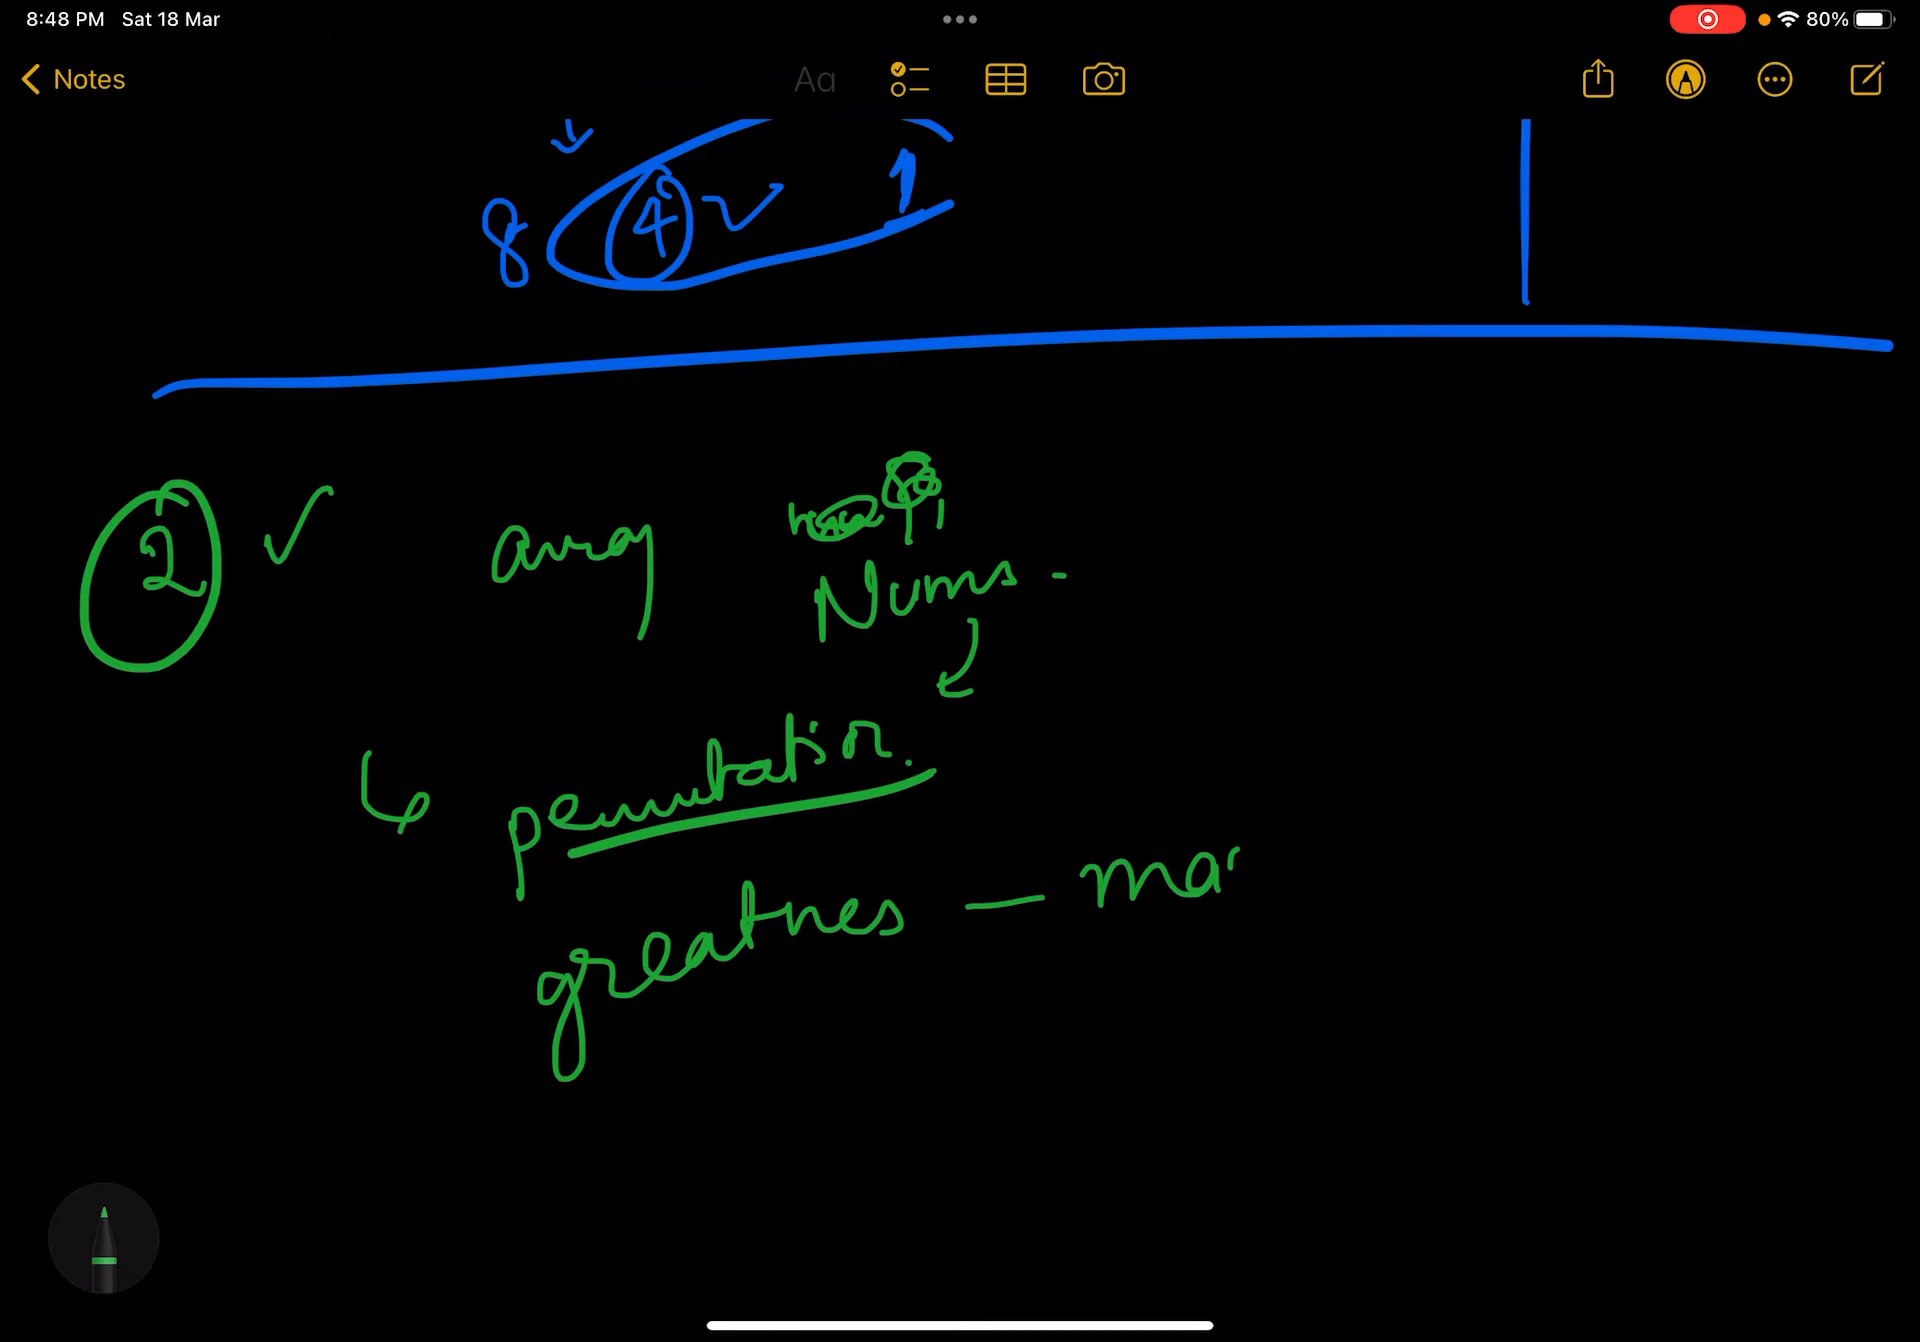 8:48 PM Sat 18 Mar
80%
Notes
Aa
8 4 1
2 array
Nums -
permutation.
greatnes — ma